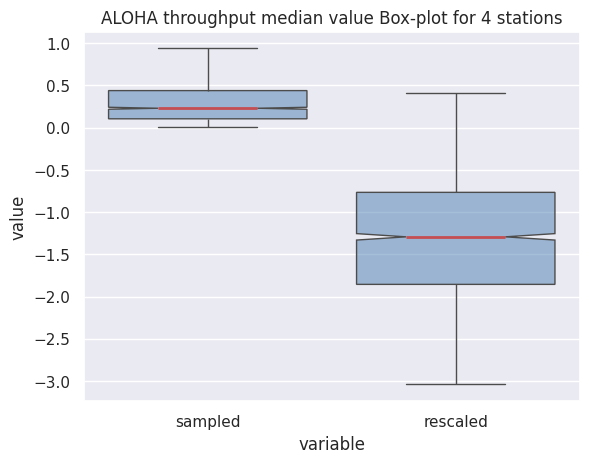 ALOHA throughput median value Box-plot for 4 stations
1.0
0.5
0.0
−0.5
−1.0
−1.5
−2.0
−2.5
−3.0
value
sampled rescaled
variable